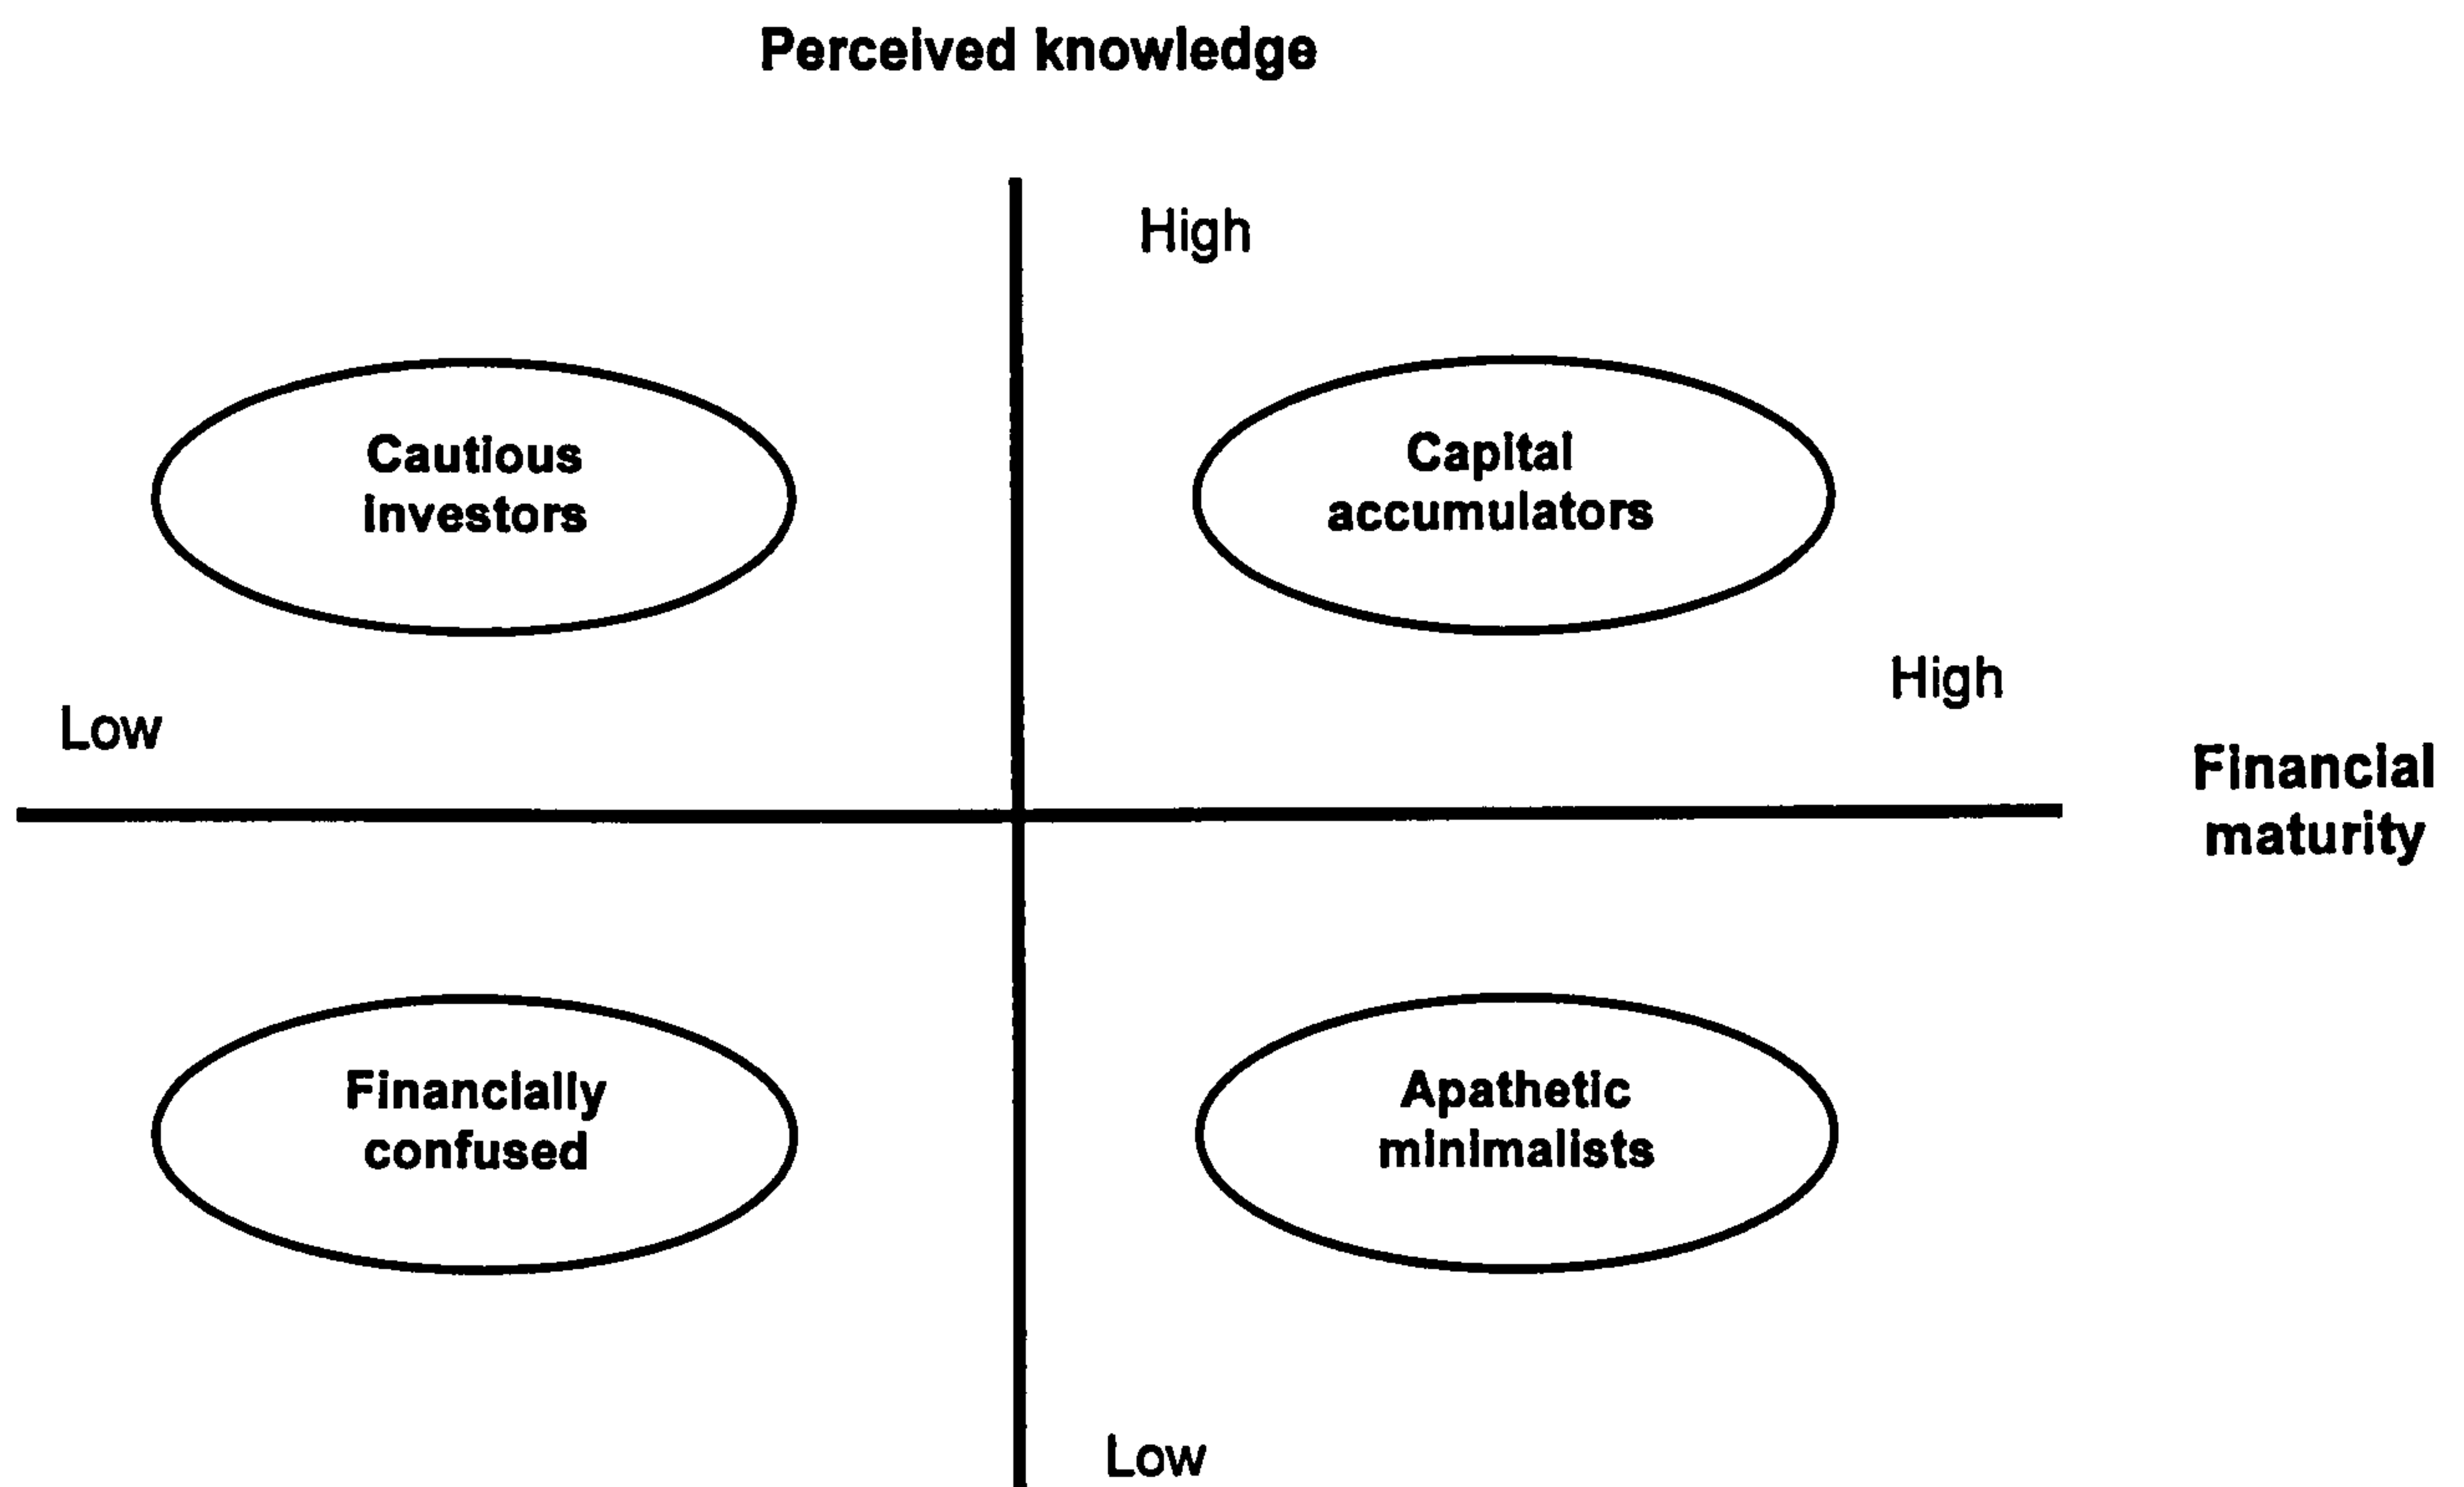 Perceived knowledge
High
Cautious
investors
Capital
accumulators
High
Low
Financial
maturity
Financially
confused
Apathetic
minimalists
Low